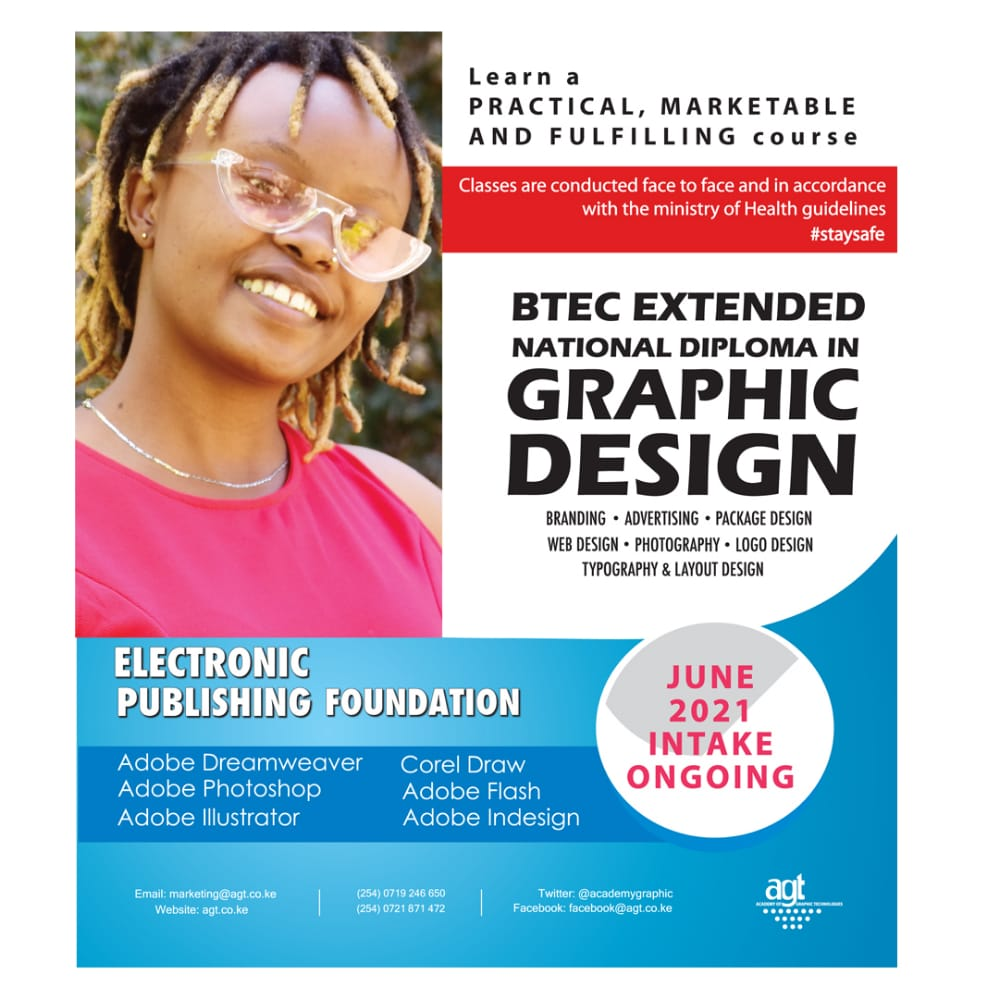 Learn a
PRACTICAL, MARKETABLE
AND FULFILLING course
Classes are conducted face to face and in accordance
with the ministry of Health guidelines
#staysafe
BTEC EXTENDED
NATIONAL DIPLOMA IN
GRAPHIC
DESIGN
BRANDING • ADVERTISING • PACKAGE DESIGN
WEB DESIGN • PHOTOGRAPHY • LOGO DESIGN
TYPOGRAPHY & LAYOUT DESIGN
ELECTRONIC
PUBLISHING FOUNDATION
Adobe Dreamweaver
Adobe Photoshop
Adobe Illustrator
Corel Draw
Adobe Flash
Adobe Indesign
JUNE
2021
INTAKE
ONGOING
Email: marketing@agt.co.ke
Website: agt.co.ke
(254) 0719 246 650
(254) 0721 871 472
Twitter: @academygraphic
Facebook: facebook@agt.co.ke
agt
ACADEMY OF GRAPHIC TECHNOLOGIES